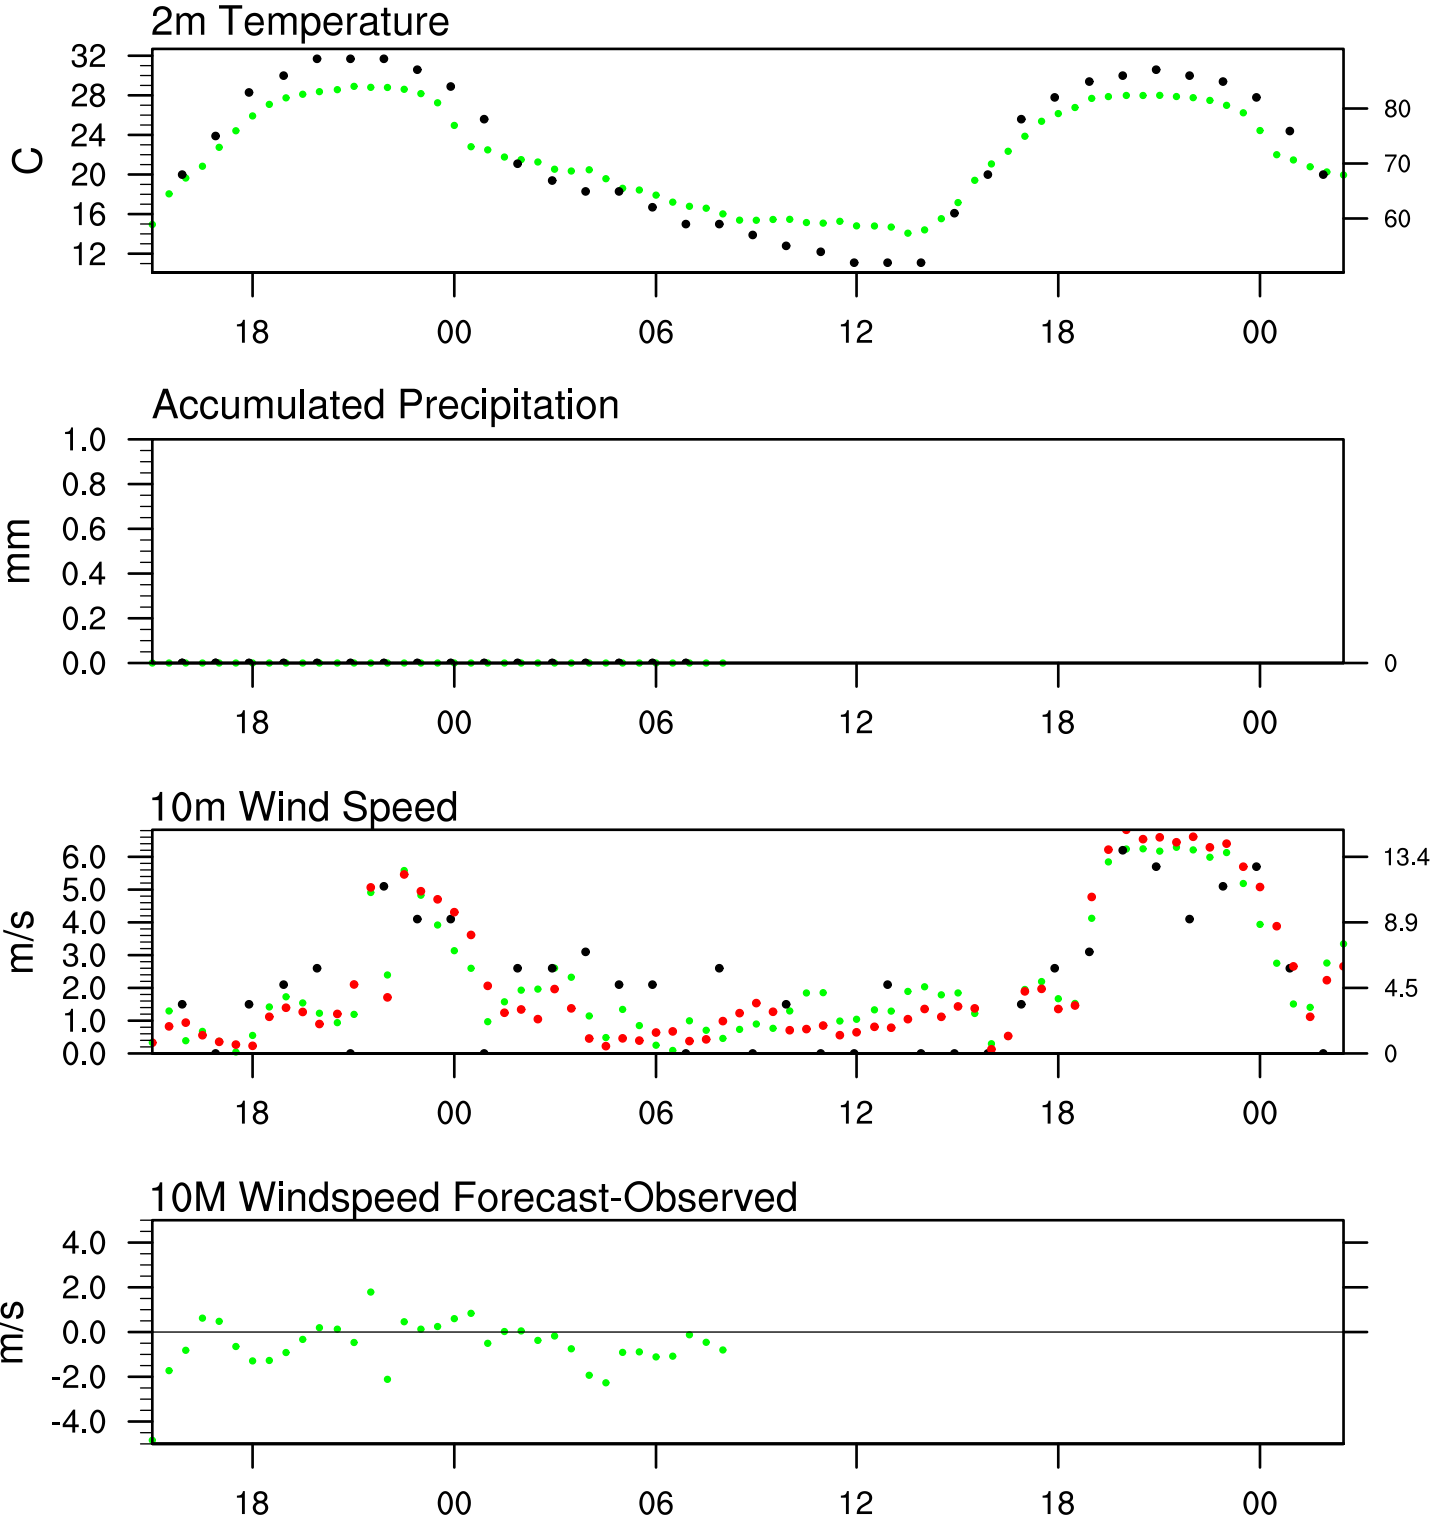 2m Temperature
32
28
24
20
16
12
C
80
70
60
18 00 06 12 18 00
Accumulated Precipitation
1.0
0.8
0.6
0.4
0.2
0.0
mm
0
18 00 06 12 18 00
10m Wind Speed
6.0
5.0
4.0
3.0
2.0
1.0
0.0
m/s
13.4
8.9
4.5
0
18 00 06 12 18 00
10M Windspeed Forecast-Observed
4.0
2.0
0.0
-2.0
-4.0
m/s
18 00 06 12 18 00